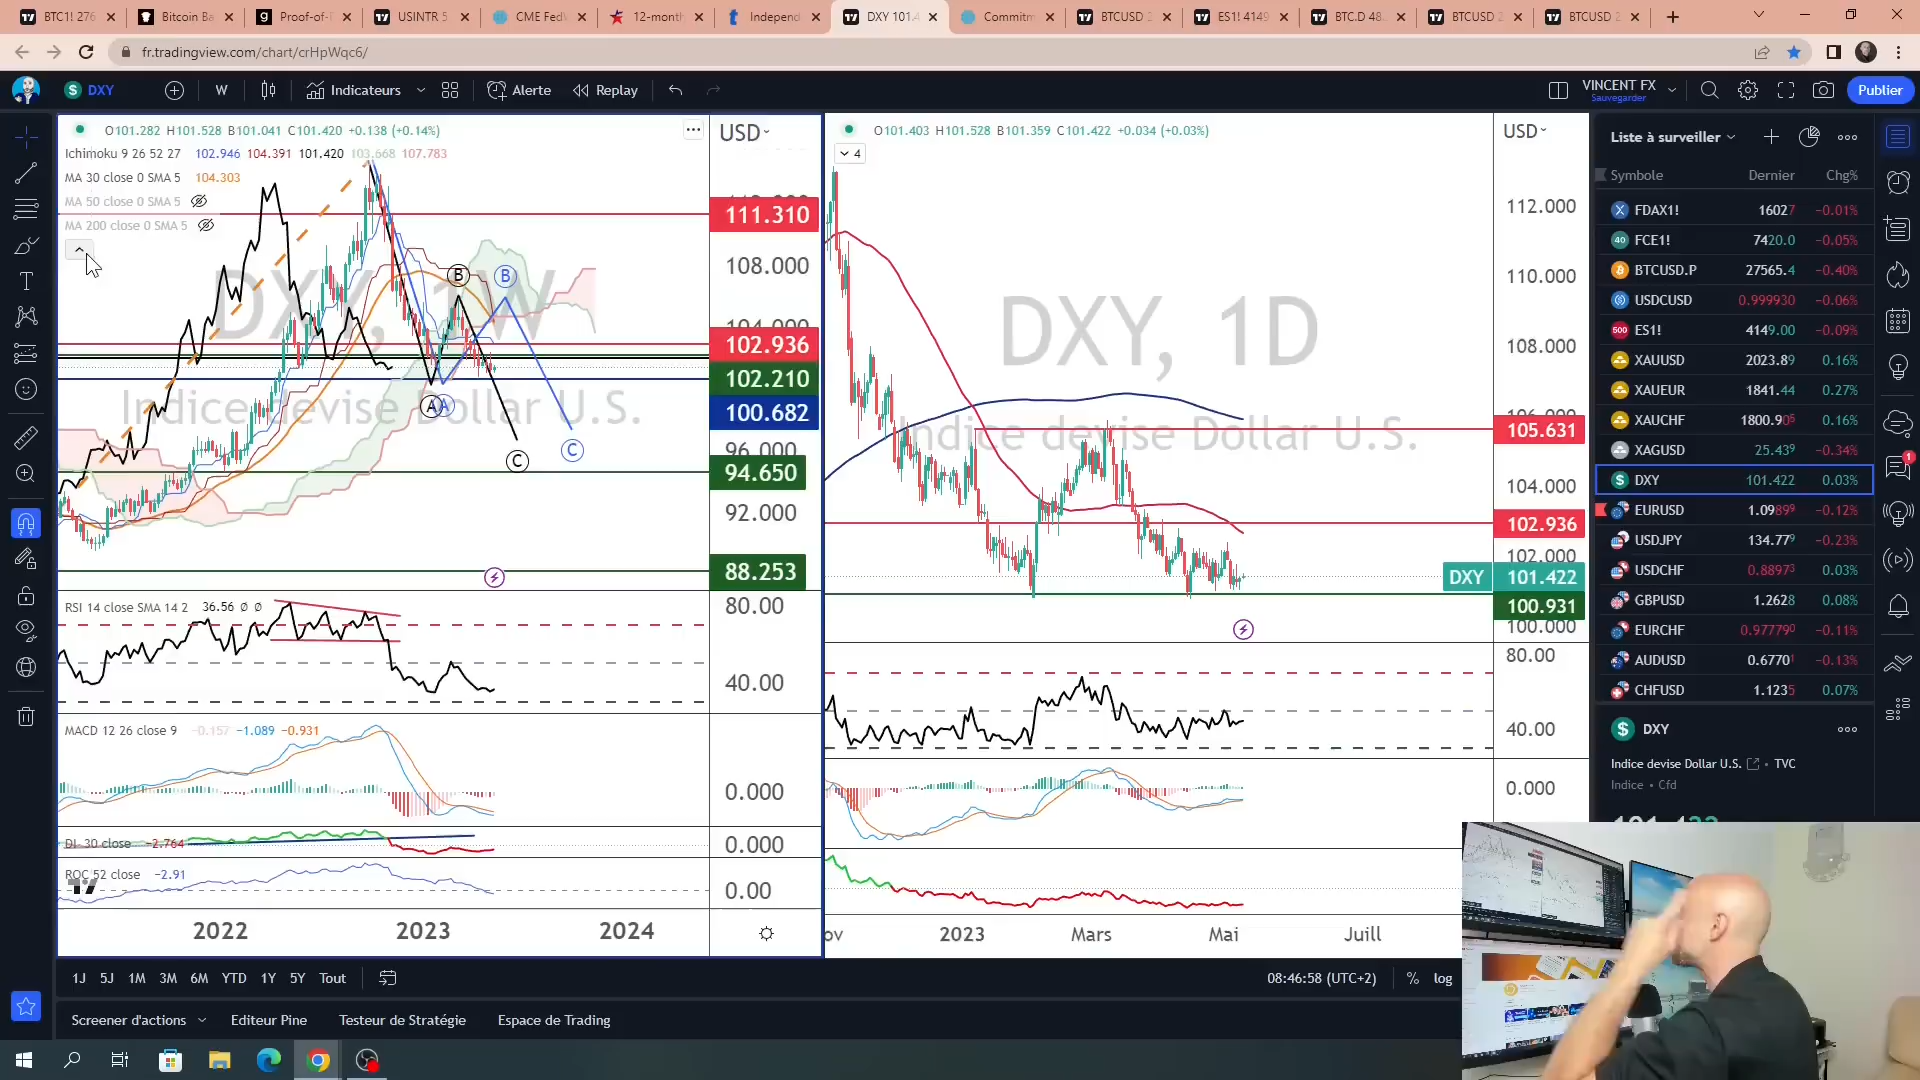 BTC1! 276
Bitcoin Ba
Proof-of-
USINTR 5
CME Fed
12-month
Independ
DXY 101.4
Commitm
BTCUSD 2
ES1! 4149
BTC.D 48.
BTCUSD 2
BTCUSD 2
fr.tradingview.com/chart/crHpWqc6/
DXY
W
Indicateurs
Alerte
Replay
VINCENT FX
Sauvegarder
Publier
O101.282 H101.528 B101.041 C101.420 +0.138 (+0.14%)
Ichimoku 9 26 52 27 102.946 104.391 101.420 103.668 107.783
MA 30 close 0 SMA 5 104.303
MA 50 close 0 SMA 5
MA 200 close 0 SMA 5
DXY, 1W
Indice devise Dollar U.S.
B
B
A
A
C
C
USD
111.310
108.000
104.000
102.936
102.210
100.682
96.000
94.650
92.000
88.253
RSI 14 close SMA 14 2 36.56 Ø Ø
80.00
40.00
MACD 12 26 close 9 -0.157 -1.089 -0.931
0.000
DI 30 close -2.764
0.000
ROC 52 close -2.91
0.00
2022
2023
2024
O101.403 H101.528 B101.359 C101.422 +0.034 (+0.03%)
4
DXY, 1D
Indice devise Dollar U.S.
USD
112.000
110.000
108.000
106.000
105.631
104.000
102.936
102.000
DXY 101.422
100.931
100.000
80.00
40.00
0.000
ov
2023
Mars
Mai
Juill
1J 5J 1M 3M 6M YTD 1Y 5Y Tout
08:46:58 (UTC+2)
%
log
Screener d'actions
Editeur Pine
Testeur de Stratégie
Espace de Trading
Liste à surveiller
Symbole Dernier Chg%
FDAX1! 16027 -0.01%
FCE1! 7420.0 -0.05%
BTCUSD.P 27565.4 -0.40%
USDCUSD 0.999930 -0.06%
ES1! 4149.00 -0.09%
XAUUSD 2023.89 0.16%
XAUEUR 1841.44 0.27%
XAUCHF 1800.905 0.16%
XAGUSD 25.439 -0.34%
DXY 101.422 0.03%
EURUSD 1.09899 -0.12%
USDJPY 134.779 -0.23%
USDCHF 0.88973 0.03%
GBPUSD 1.2628 0.08%
EURCHF 0.977790 -0.11%
AUDUSD 0.67701 -0.13%
CHFUSD 1.1235 0.07%
DXY
Indice devise Dollar U.S. • TVC
Indice • Cfd